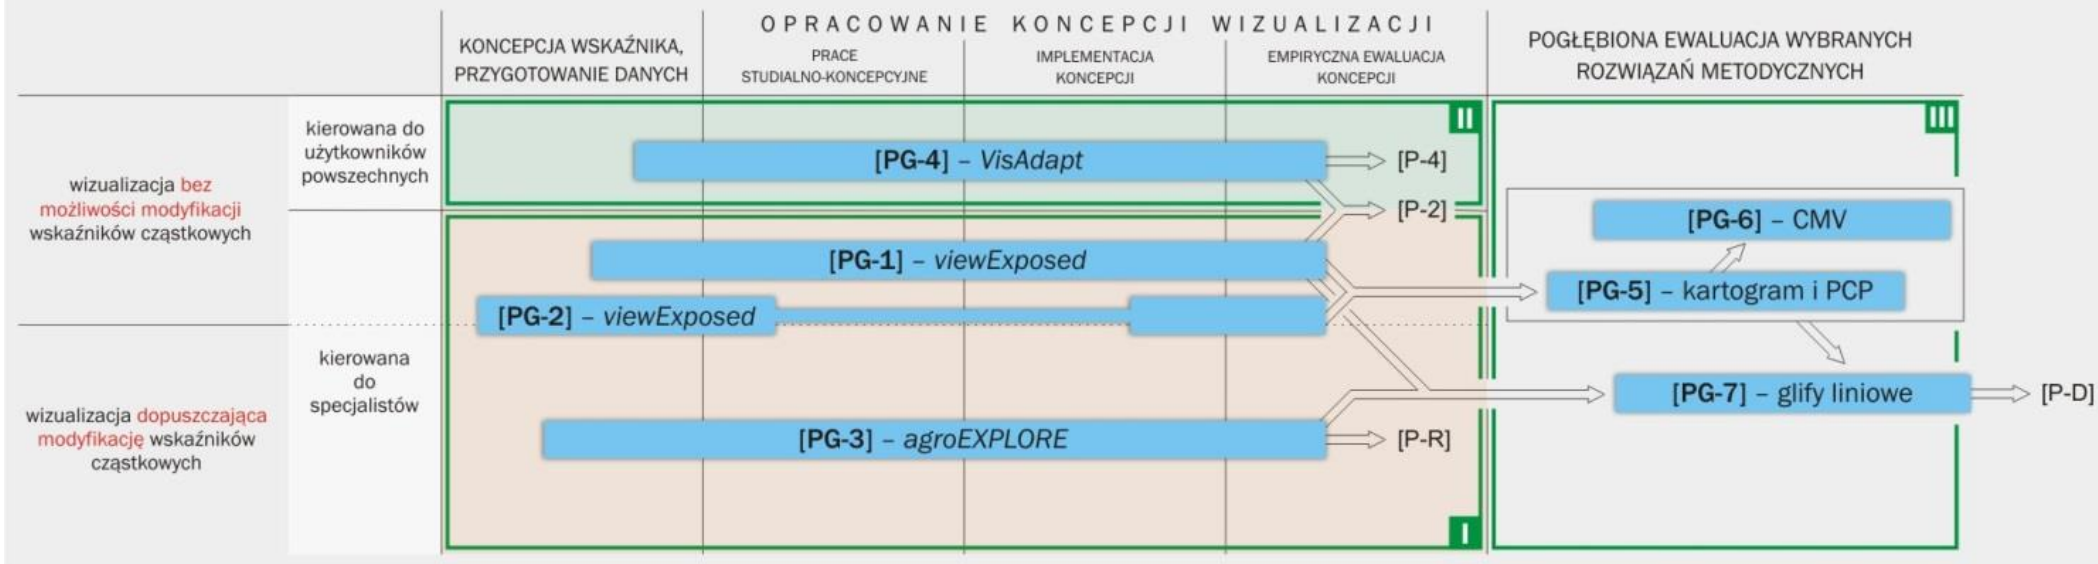 KONCEPCJA WSKAŹNIKA,
PRZYGOTOWANIE DANYCH
OPRACOWANIE KONCEPCJI WIZUALIZACJI
PRACE
STUDIALNO-KONCEPCYJNE
IMPLEMENTACJA
KONCEPCJI
EMPIRYCZNA EWALUACJA
KONCEPCJI
POGŁĘBIONA EWALUACJA WYBRANYCH
ROZWIĄZAŃ METODYCZNYCH
wizualizacja bez
możliwości modyfikacji
wskaźników cząstkowych
kierowana do
użytkowników
powszechnych
II
[PG-4] – VisAdapt
[P-4]
[P-2]
[PG-1] – viewExposed
[PG-2] – viewExposed
wizualizacja dopuszczająca
modyfikację wskaźników
cząstkowych
kierowana
do
specjalistów
[PG-3] – agroEXPLORE
[P-R]
I
III
[PG-6] – CMV
[PG-5] – kartogram i PCP
[PG-7] – glify liniowe
[P-D]